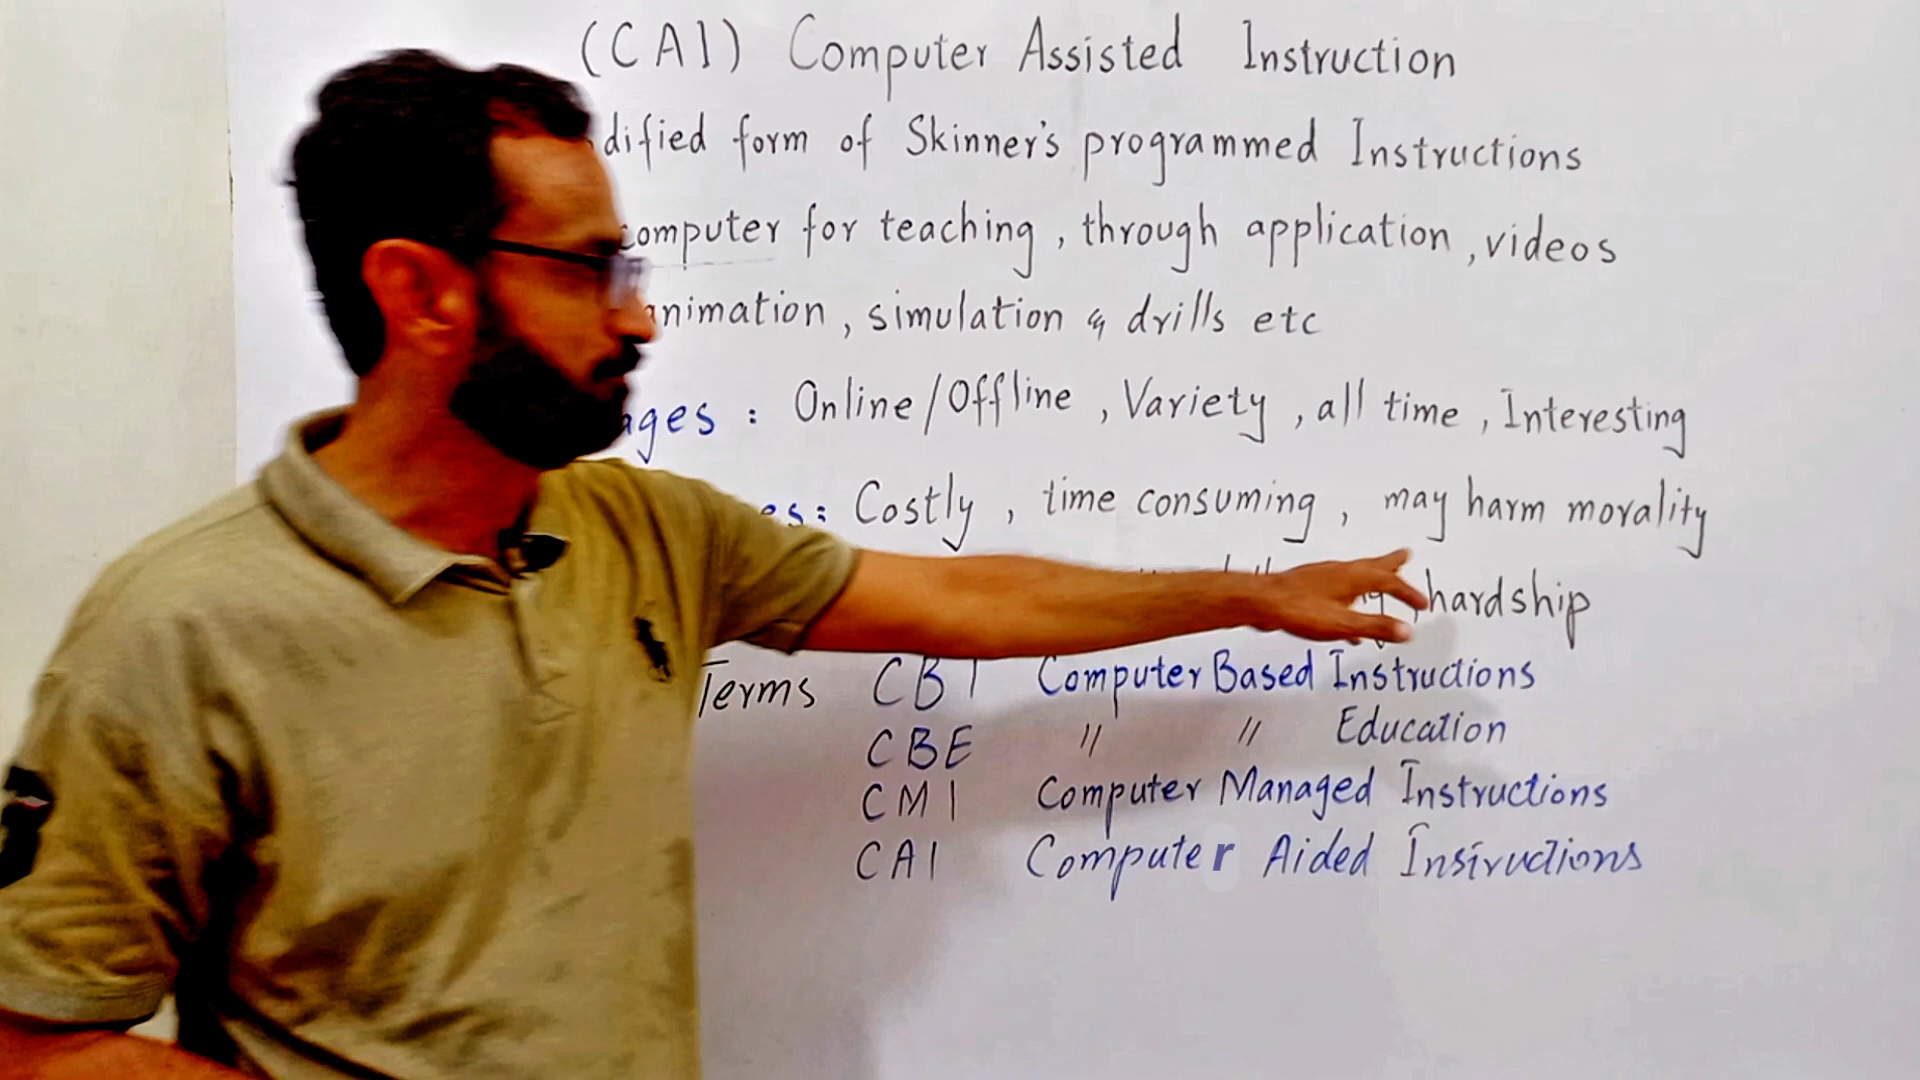 (CAI) Computer Assisted Instruction
dified form of Skinner's programmed Instructions
computer for teaching, through application, videos
animation, simulation & drills etc
ages: Online/Offline, Variety, all time, Interesting
es: Costly, time consuming, may harm morality
hardship
Terms CBI Computer Based Instructions
CBE " " Education
CMI Computer Managed Instructions
CAI Computer Aided Instructions